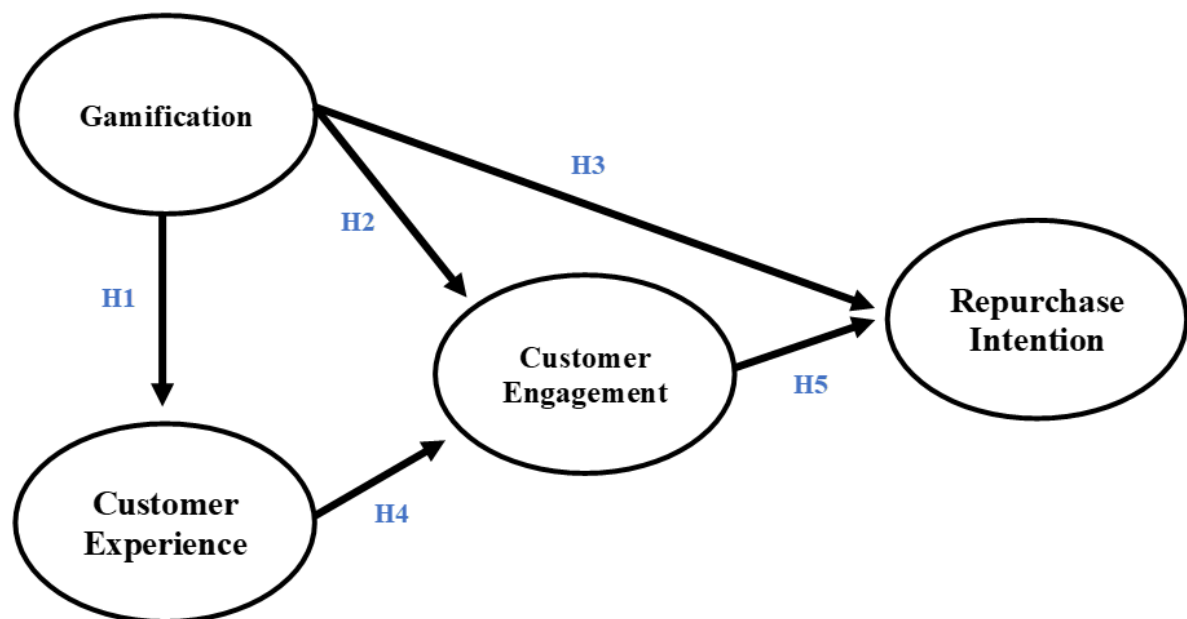 Gamification
H3
H2
H1
Repurchase
Intention
Customer
Engagement
H5
Customer
Experience
H4